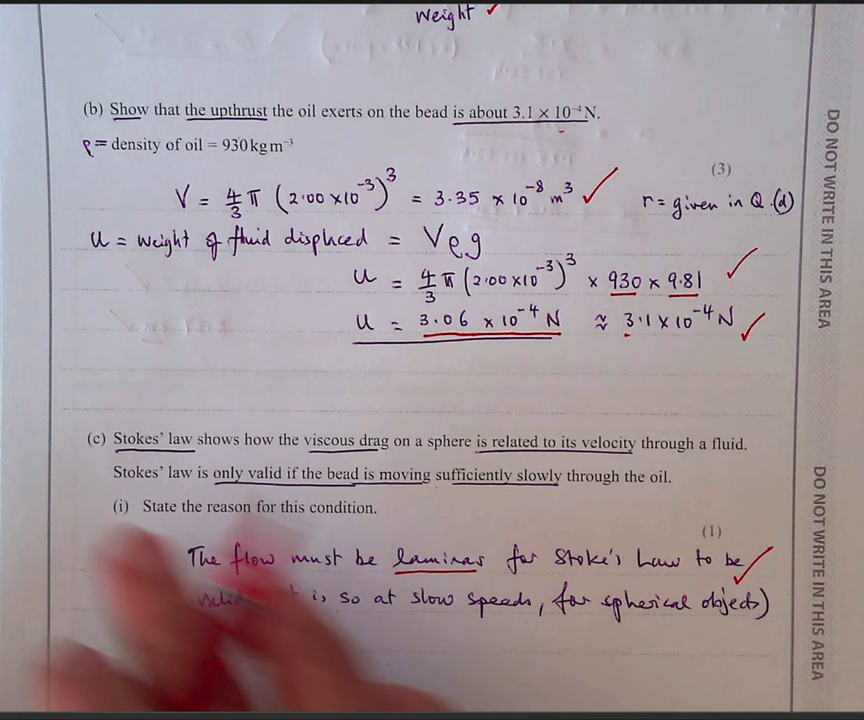 Weight ✓
(b) Show that the upthrust the oil exerts on the bead is about 3.1 × 10⁻⁴ N.
ρ = density of oil = 930 kg m⁻³
(3)
V = 4/3 π (2.00 × 10⁻³)³ = 3.35 × 10⁻⁸ m³ ✓ r = given in Q.(d)
U = weight of fluid displaced = Vρg
U = 4/3 π (2.00 × 10⁻³)³ × 930 × 9.81 ✓
U = 3.06 × 10⁻⁴ N ≈ 3.1 × 10⁻⁴ N ✓
(c) Stokes' law shows how the viscous drag on a sphere is related to its velocity through a fluid.
Stokes' law is only valid if the bead is moving sufficiently slowly through the oil.
(i) State the reason for this condition.
(1)
The flow must be laminar for Stoke's Law to be ✓
is so at slow speeds, for spherical objects)
DO NOT WRITE IN THIS AREA
DO NOT WRITE IN THIS AREA